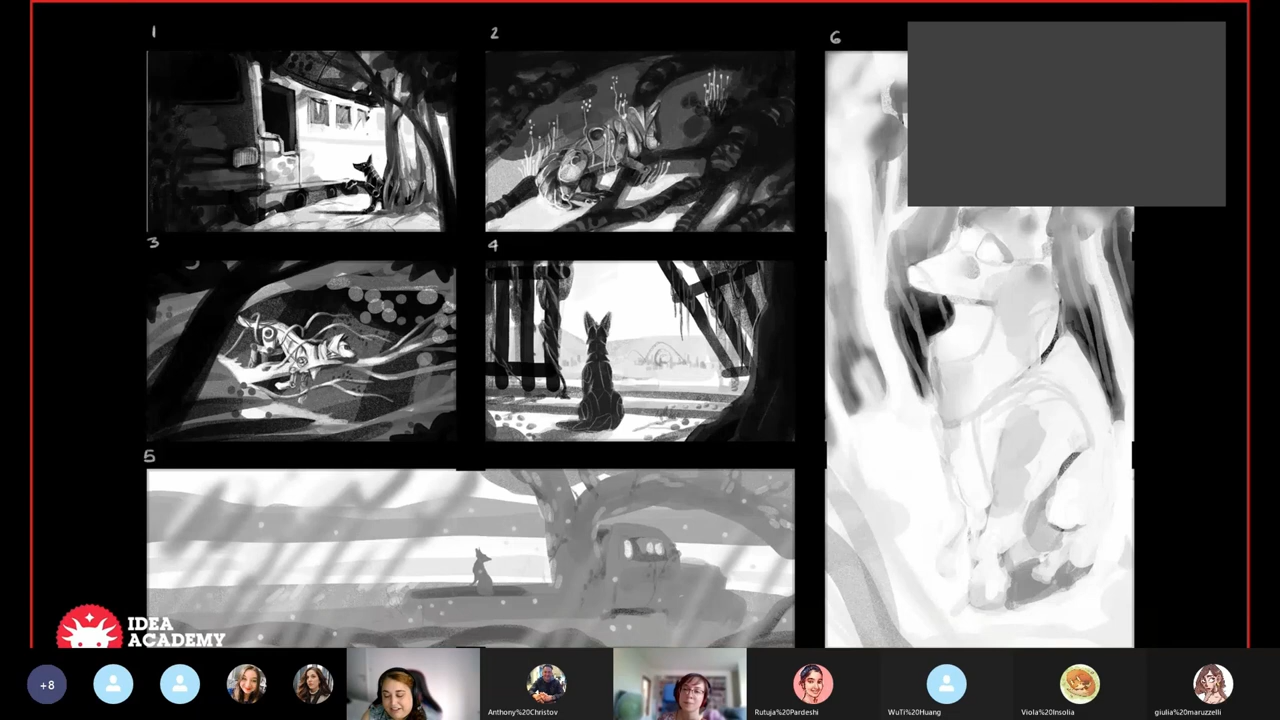 1
2
6
3
4
5
IDEA
ACADEMY
+8
Anthony%20Christov
Rutuja%20Pardeshi
WuTi%20Huang
Viola%20Insolia
giulia%20maruzzelli